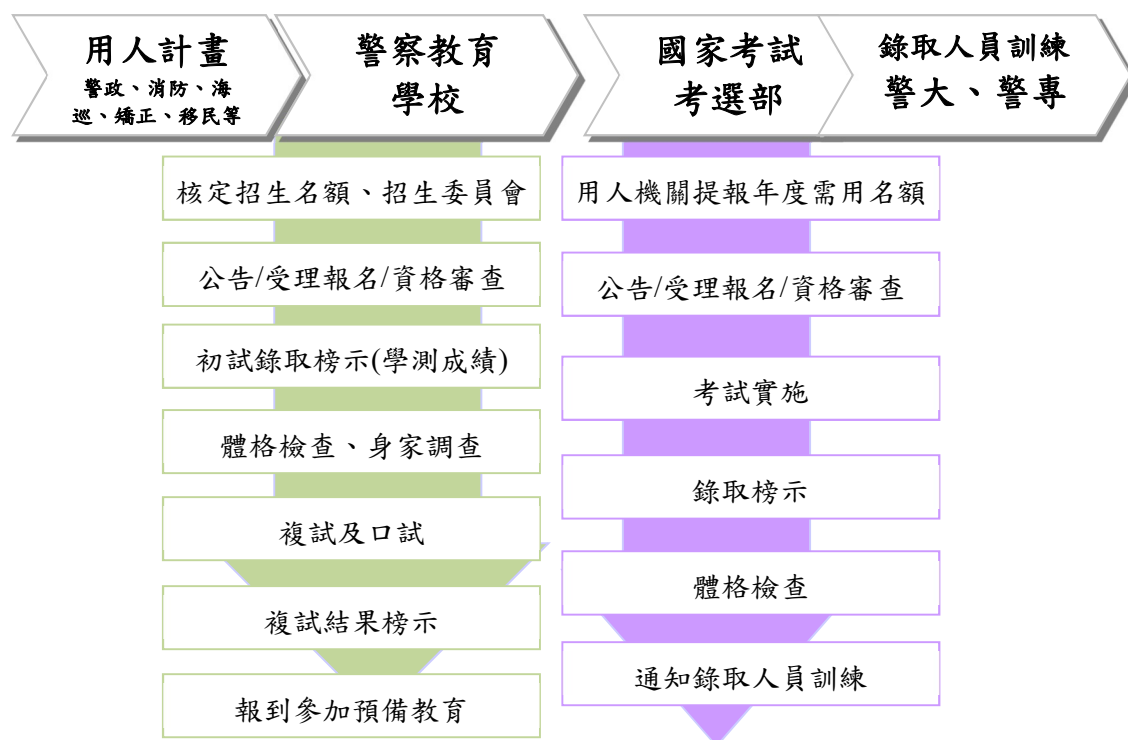 用人計畫
警政、消防、海
巡、矯正、移民等
警察教育
學校
國家考試
考選部
錄取人員訓練
警大、警專
核定招生名額、招生委員會
公告/受理報名/資格審查
初試錄取榜示(學測成績)
體格檢查、身家調查
複試及口試
複試結果榜示
報到參加預備教育
用人機關提報年度需用名額
公告/受理報名/資格審查
考試實施
錄取榜示
體格檢查
通知錄取人員訓練